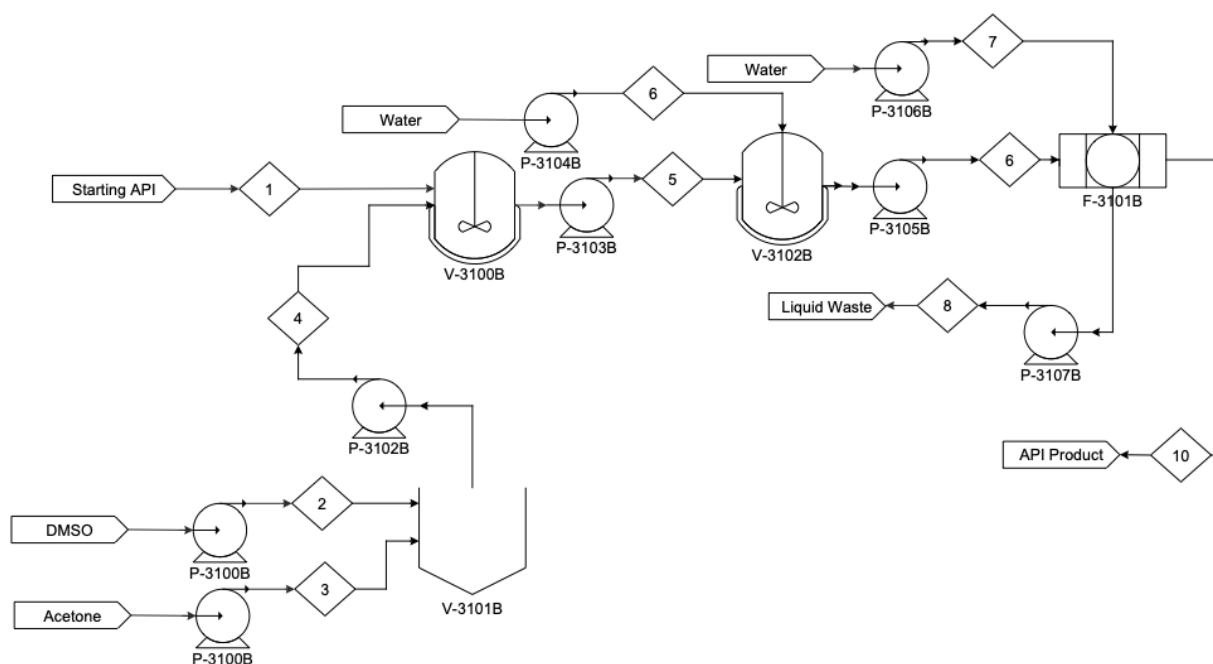 7
Water
P-3106B
6
Water
P-3104B
6
P-3105B
F-3101B
Starting API
1
5
P-3103B
V-3102B
V-3100B
4
Liquid Waste
8
P-3107B
P-3102B
API Product
10
2
DMSO
P-3100B
3
Acetone
P-3100B
V-3101B